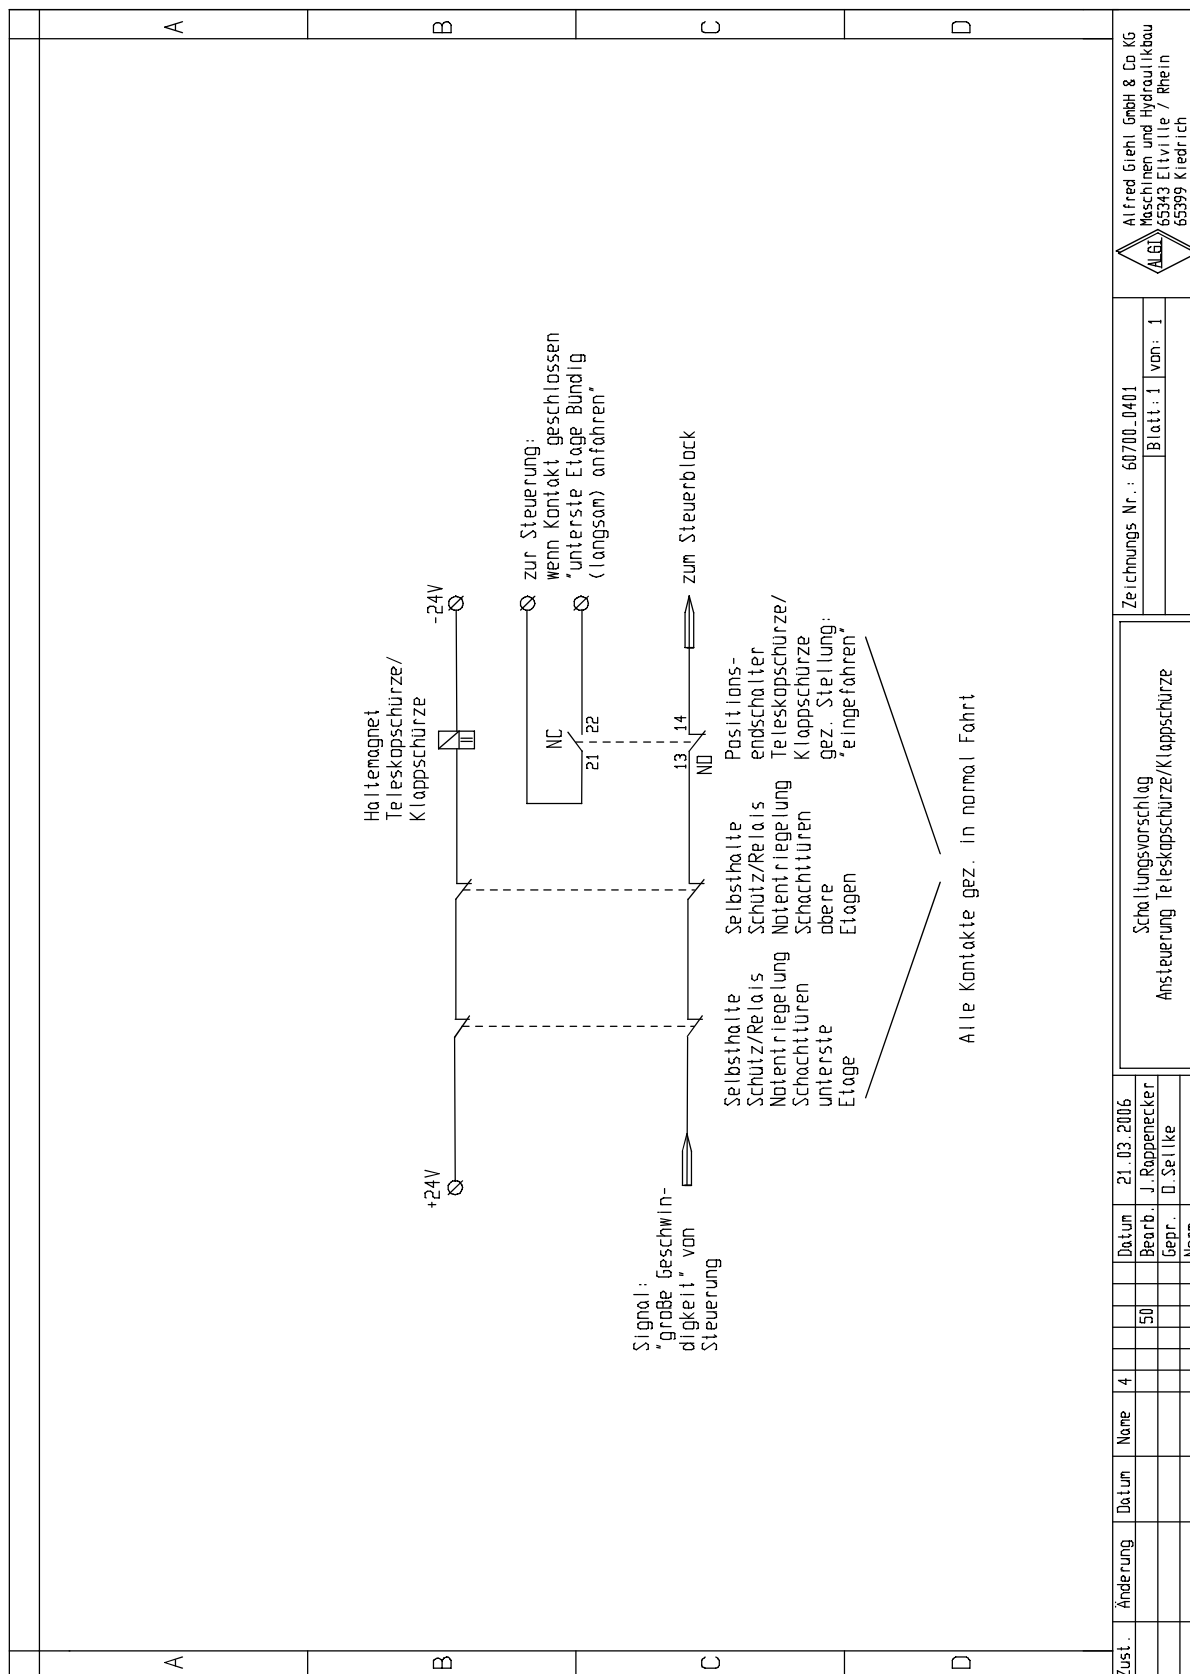 A
B
C
D
Haltemagnet
Teleskopschürze/
Klappschürze
+24V
-24V
zur Steuerung:
wenn Kontakt geschlossen
"unterste Etage Bündig
(langsam) anfahren"
NC
21
22
13
14
NO
zum Steuerblock
Signal:
"große Geschwin-
digkeit" von
Steuerung
Selbsthalte
Schütz/Relais
Notentriegelung
Schachttüren
unterste
Etage
Selbsthalte
Schütz/Relais
Notentriegelung
Schachttüren
obere
Etagen
Positions-
endschalter
Teleskopschürze/
Klappschürze
gez. Stellung:
"eingefahren"
Alle Kontakte gez. in normal Fahrt
A
B
C
D
Zust.
Änderung
Datum
Name
4
50
Datum
21.03.2006
Bearb.
J.Rappenecker
Gepr.
D.Sellke
Schaltungsvorschlag
Ansteuerung Teleskopschürze/Klappschürze
Zeichnungs Nr.: 60700_0401
Blatt: 1
von: 1
ALGI
Alfred Giehl GmbH & Co KG
Maschinen und Hydraulikbau
65343 Eltville / Rhein
65399 Kiedrich